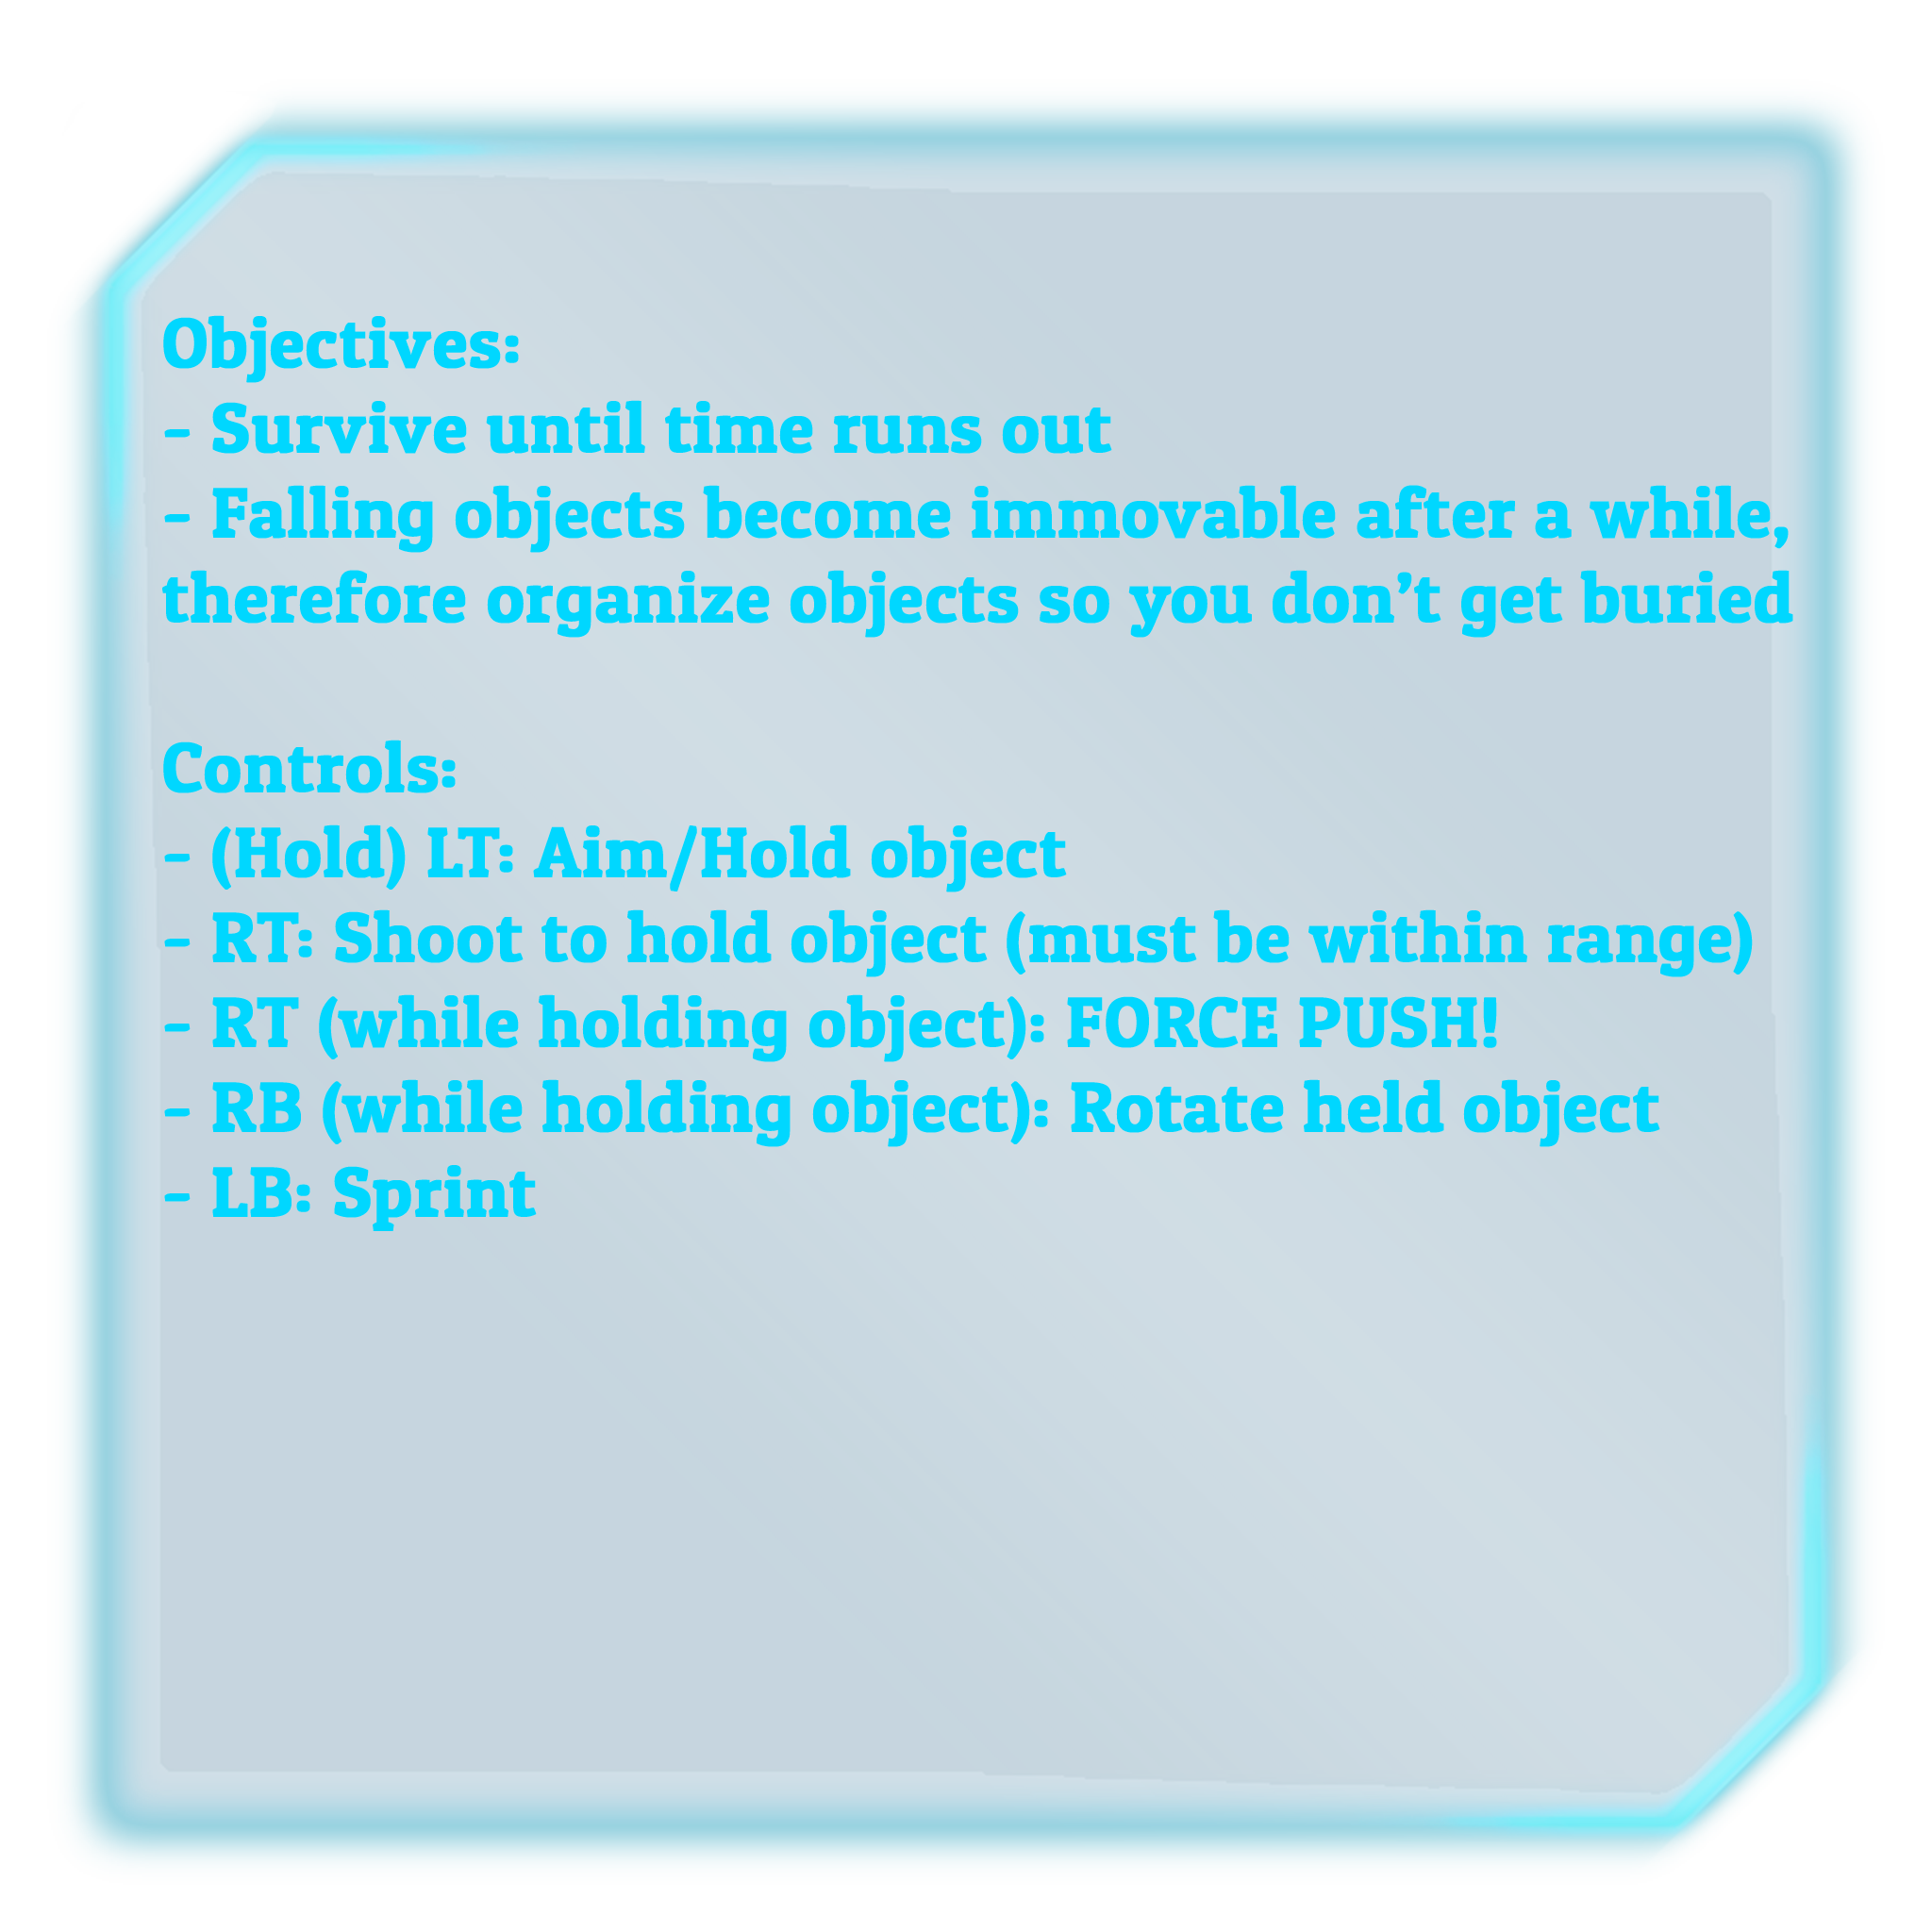 Objectives:
- Survive until time runs out
- Falling objects become immovable after a while,
therefore organize objects so you don’t get buried
Controls:
- (Hold) LT: Aim/Hold object
- RT: Shoot to hold object (must be within range)
- RT (while holding object): FORCE PUSH!
- RB (while holding object): Rotate held object
- LB: Sprint